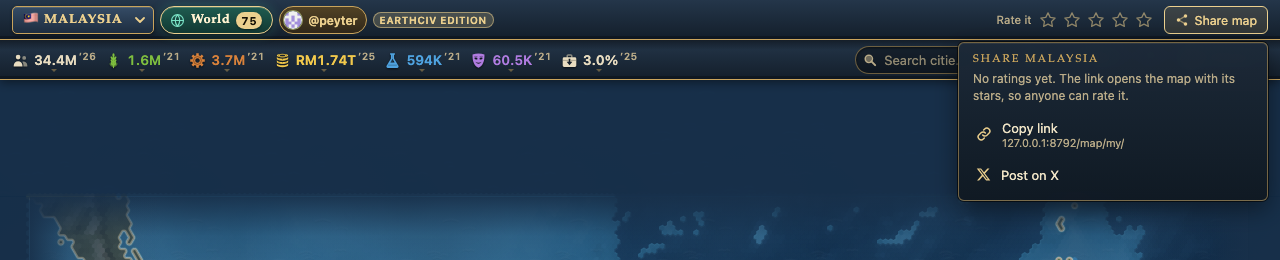 MALAYSIA
World 75
@peyter
EARTHCIV EDITION
Rate it
Share map
34.4M '26
1.6M '21
3.7M '21
RM1.74T '25
594K '21
60.5K '21
3.0% '25
Search citie
SHARE MALAYSIA
No ratings yet. The link opens the map with its
stars, so anyone can rate it.
Copy link
127.0.0.1:8792/map/my/
Post on X